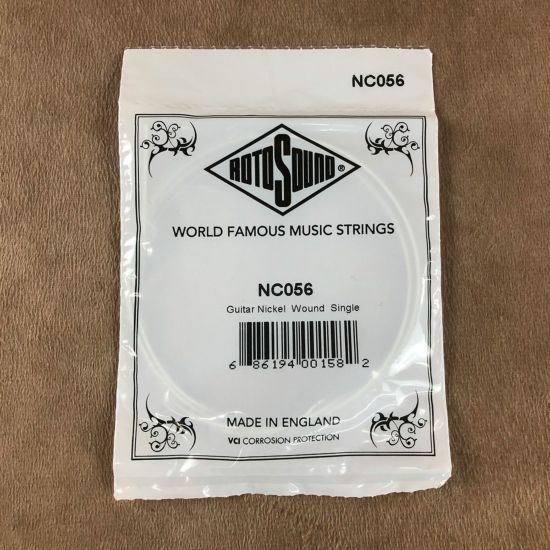 NC056
ROTOSOUND®
WORLD FAMOUS MUSIC STRINGS
NC056
Guitar Nickel Wound Single
6 86194 00158 2
MADE IN ENGLAND
VCI CORROSION PROTECTION